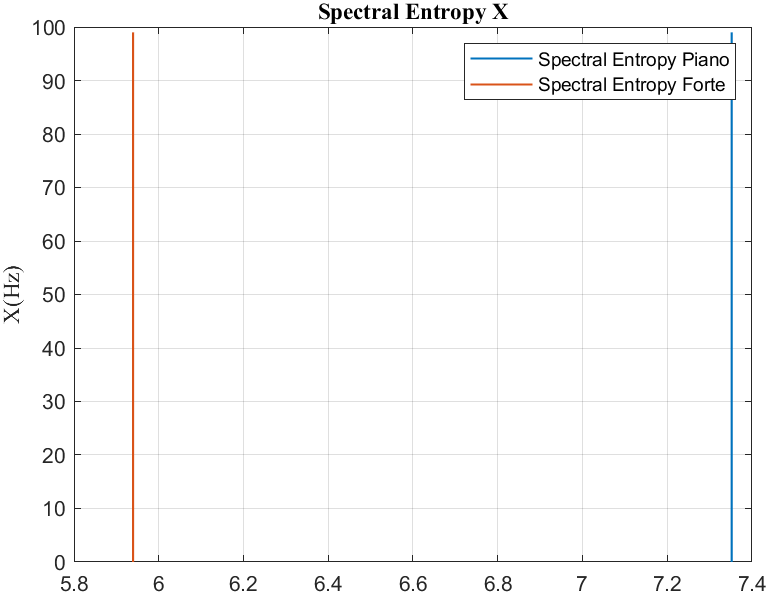 Spectral Entropy X
Spectral Entropy Piano
Spectral Entropy Forte
X(Hz)
100
90
80
70
60
50
40
30
20
10
0
5.8 6 6.2 6.4 6.6 6.8 7 7.2 7.4